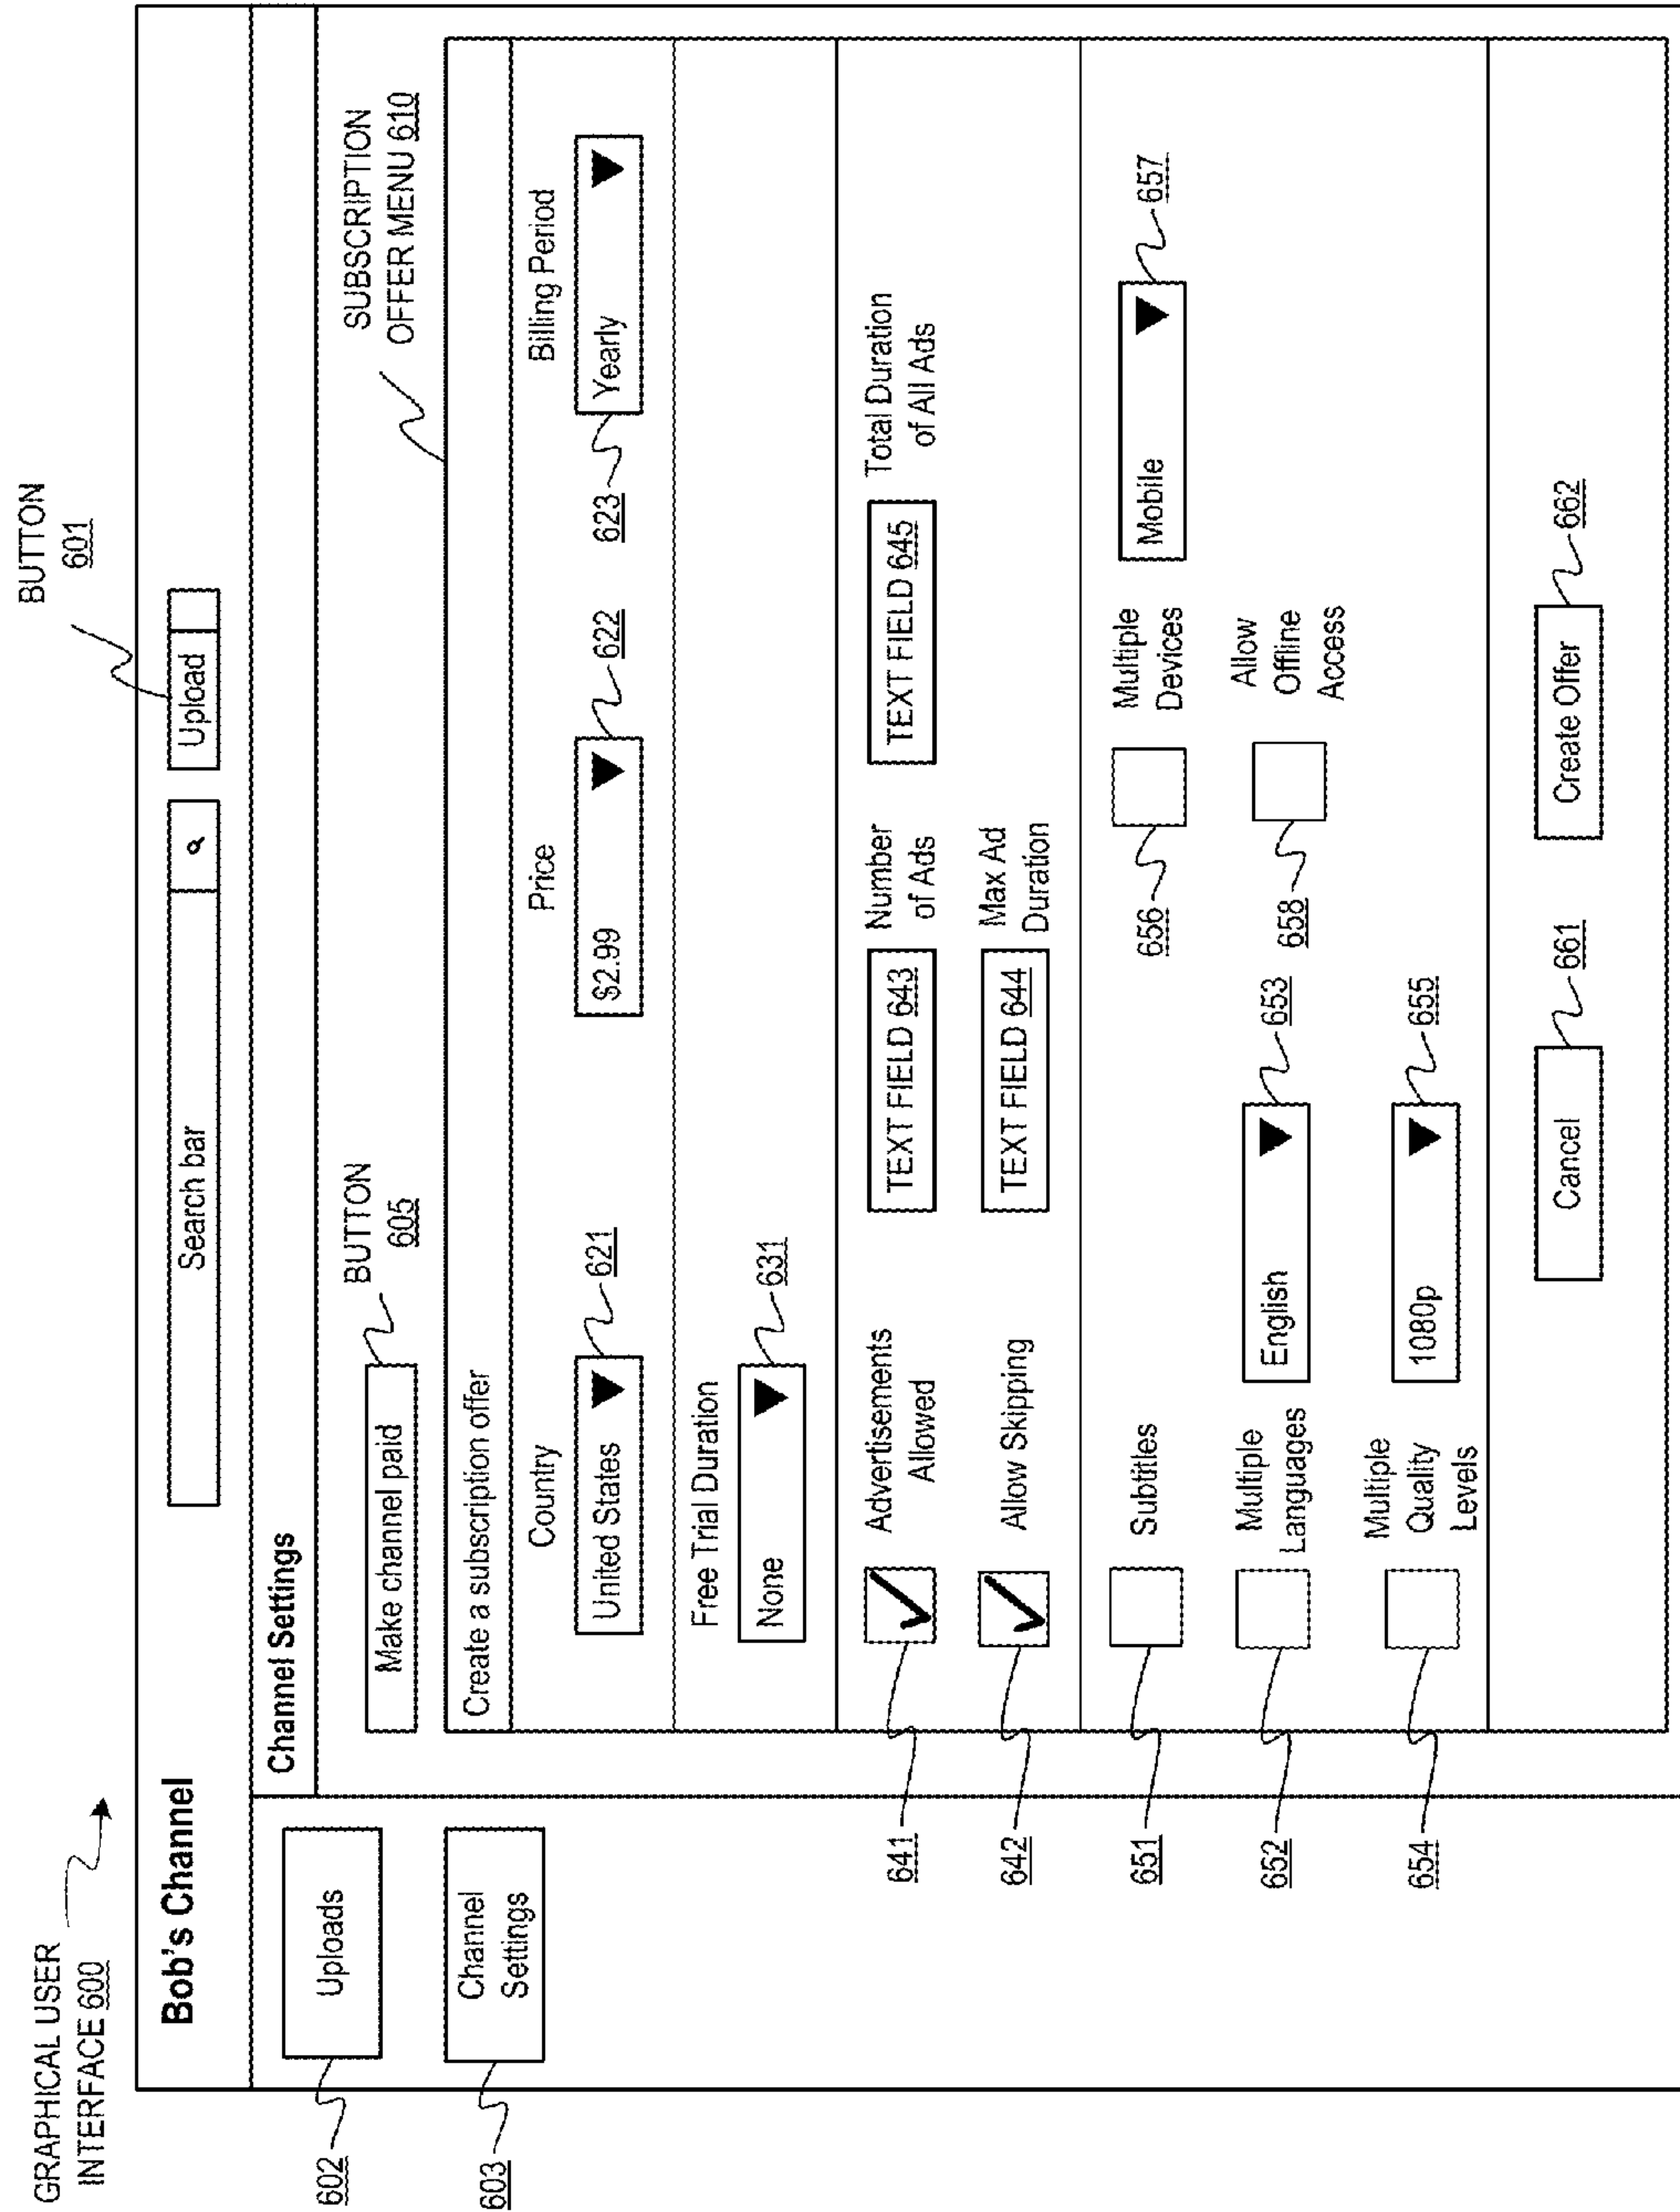 GRAPHICAL USER
INTERFACE 600
BUTTON
601
Bob's Channel
Search bar
Upload
602
Uploads
603
Channel
Settings
Channel Settings
Make channel paid
BUTTON
605
SUBSCRIPTION
OFFER MENU 610
Create a subscription offer
Country
United States
621
Price
$2.99
622
Billing Period
623
Yearly
Free Trial Duration
None
631
641
Advertisements
Allowed
TEXT FIELD 643
Number
of Ads
TEXT FIELD 645
Total Duration
of All Ads
642
Allow Skipping
TEXT FIELD 644
Max Ad
Duration
651
Subtitles
656
Multiple
Devices
Mobile
657
652
Multiple
Languages
English
653
658
Allow
Offline
Access
654
Multiple
Quality
Levels
1080p
655
Cancel
661
Create Offer
662